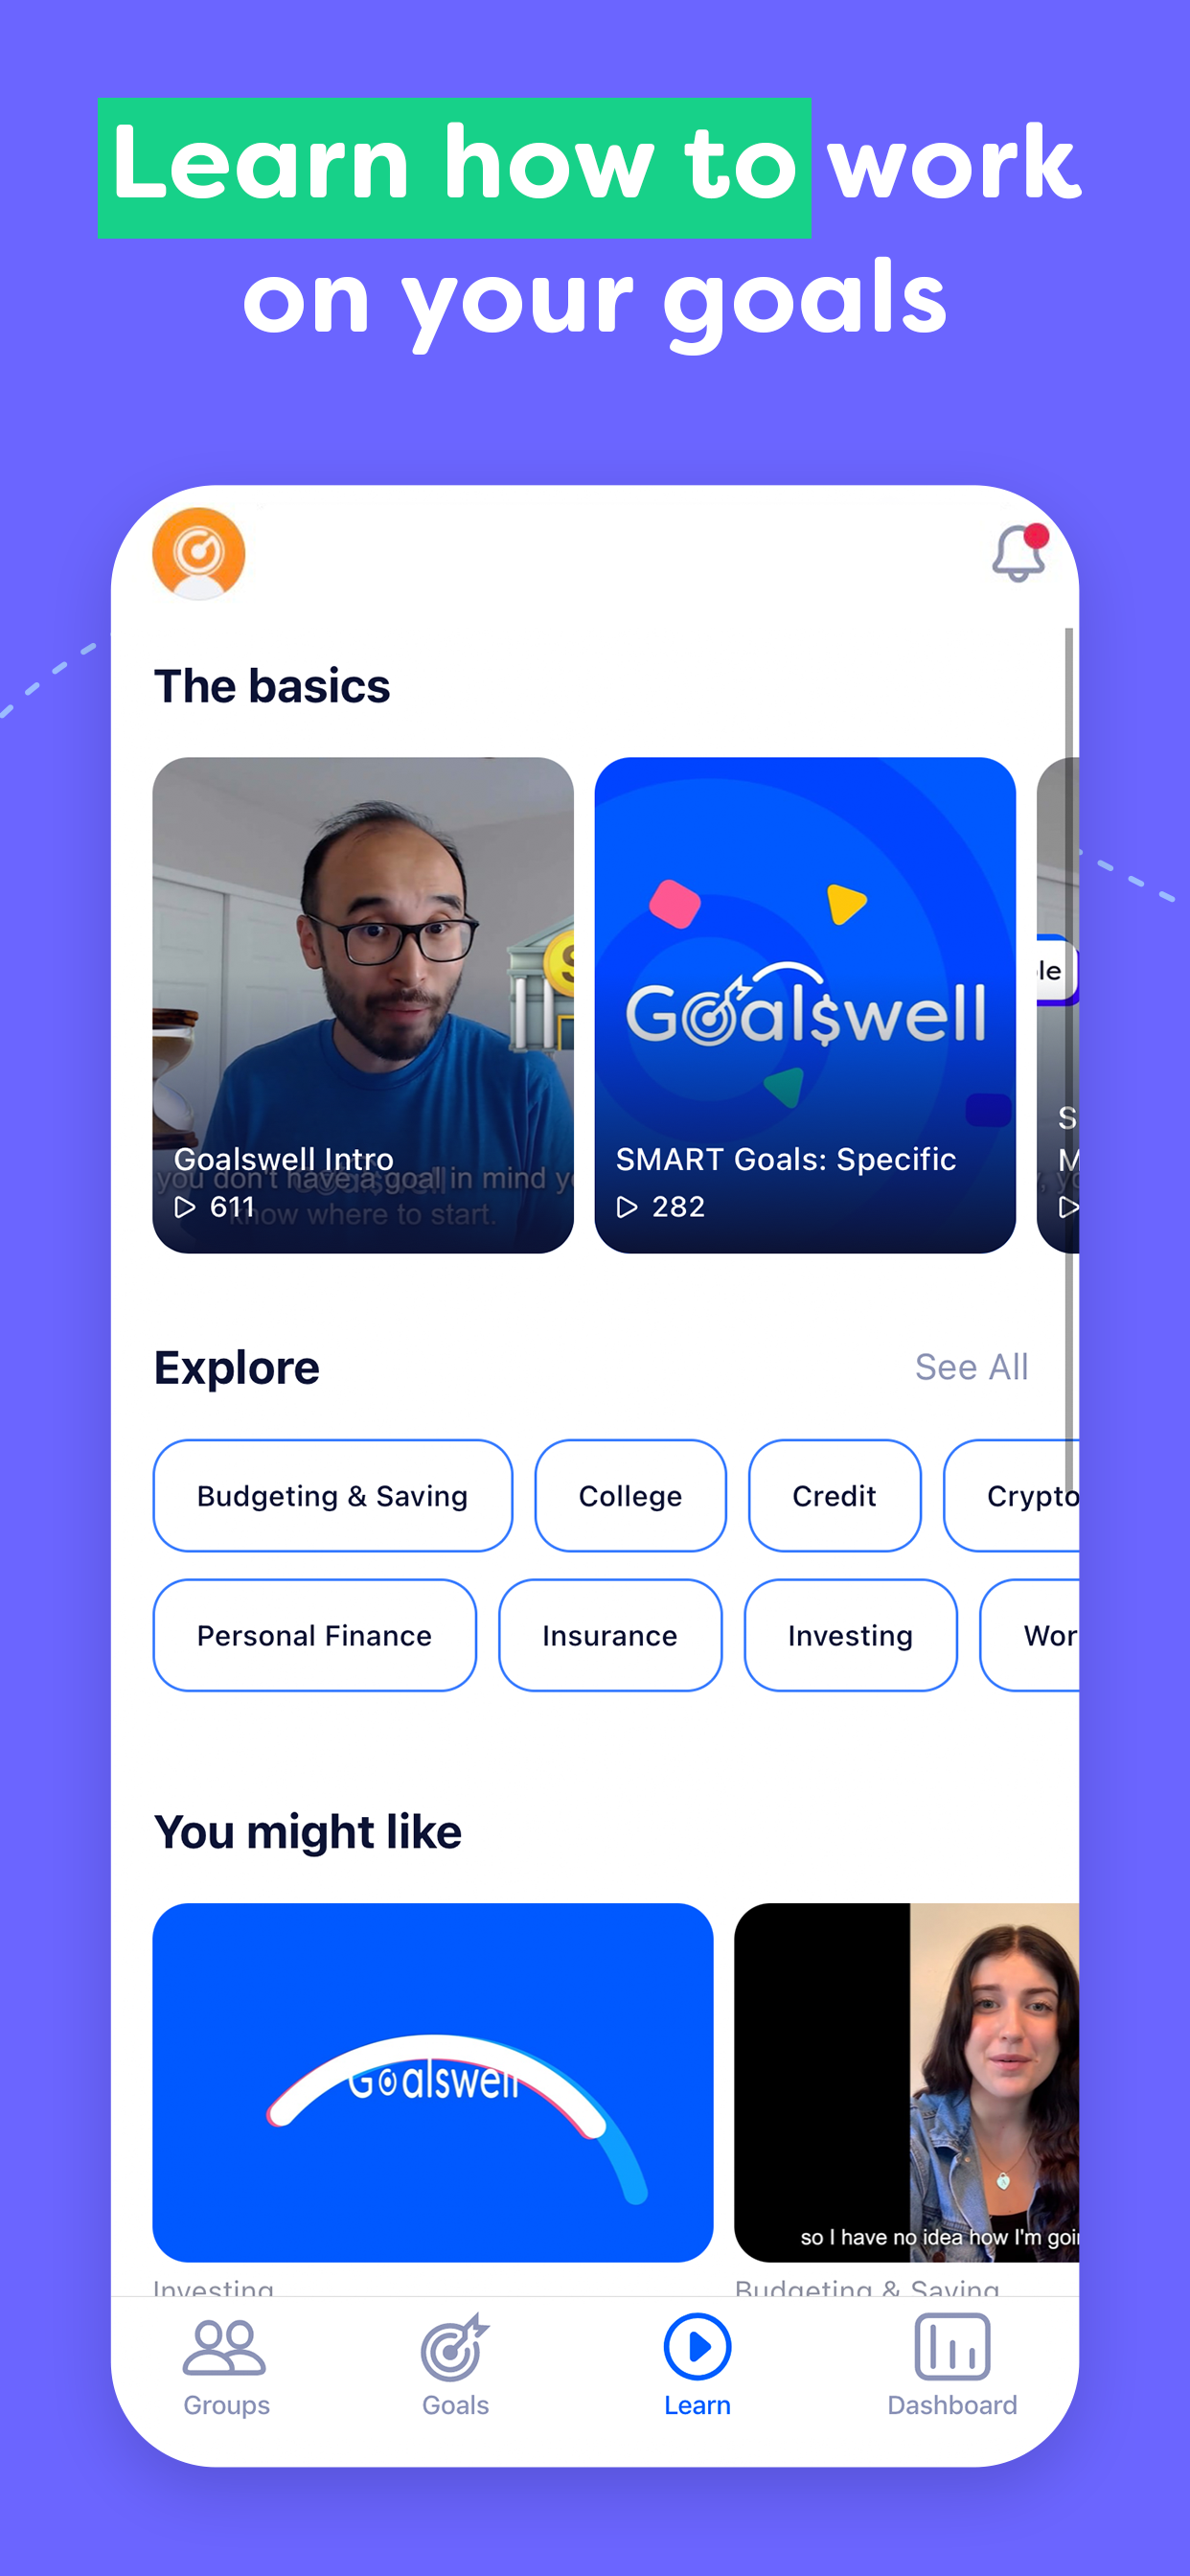 Learn how to work
on your goals
The basics
Goalswell
ole
Goalswell Intro
you don't have a goal in mind
know where to start.
611
SMART Goals: Specific
282
S
M
Explore
See All
Budgeting & Saving
College
Credit
Crypto
Personal Finance
Insurance
Investing
Wor
You might like
Goalswell
so I have no idea how I'm goin
Investing
Budgeting & Saving
Groups
Goals
Learn
Dashboard